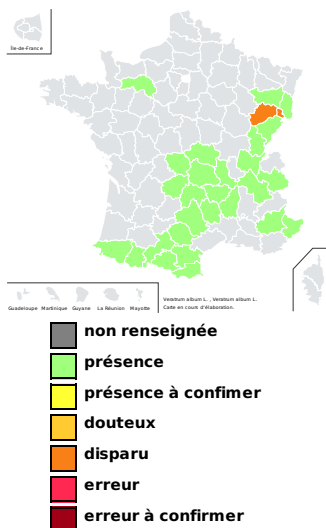 Île-de-France
Guadeloupe Martinique Guyane La Réunion Mayotte
Veratrum album L. , Veratrum album L.
Carte en cours d'élaboration.
non renseignée
présence
présence à confimer
douteux
disparu
erreur
erreur à confirmer